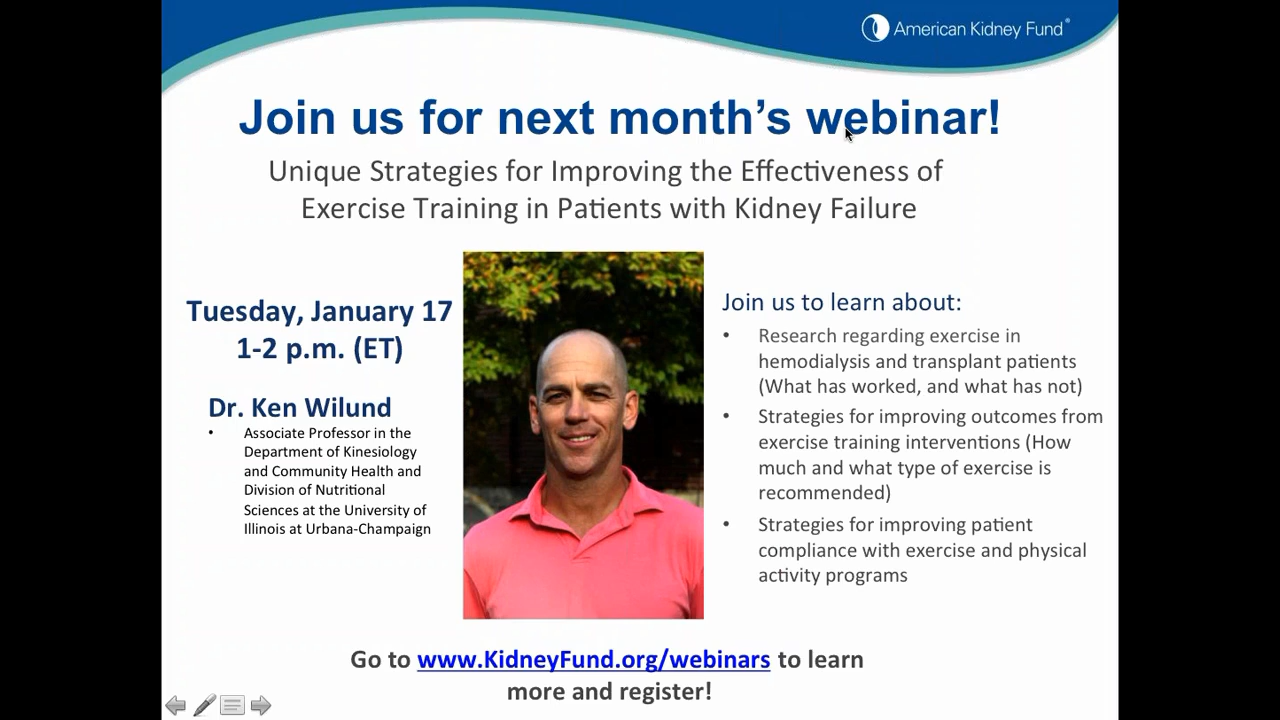 American Kidney Fund®
Join us for next month's webinar!
Unique Strategies for Improving the Effectiveness of
Exercise Training in Patients with Kidney Failure
Tuesday, January 17
1-2 p.m. (ET)
Dr. Ken Wilund
• Associate Professor in the
Department of Kinesiology
and Community Health and
Division of Nutritional
Sciences at the University of
Illinois at Urbana-Champaign
Join us to learn about:
• Research regarding exercise in
hemodialysis and transplant patients
(What has worked, and what has not)
• Strategies for improving outcomes from
exercise training interventions (How
much and what type of exercise is
recommended)
• Strategies for improving patient
compliance with exercise and physical
activity programs
Go to www.KidneyFund.org/webinars to learn
more and register!